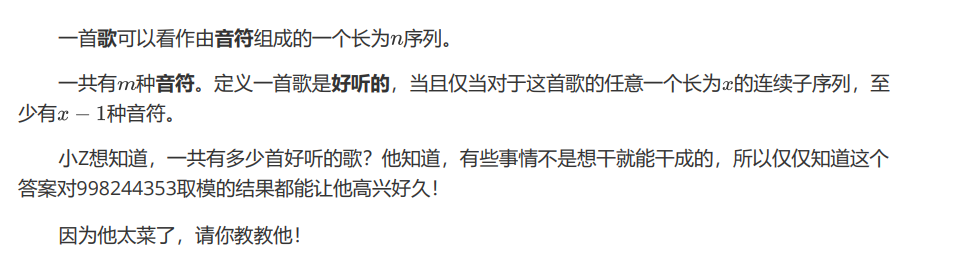 一首歌可以看作由音符组成的一个长为n序列。
一共有m种音符。定义一首歌是好听的，当且仅当对于这首歌的任意一个长为x的连续子序列，至
少有x − 1种音符。
小Z想知道，一共有多少首好听的歌？他知道，有些事情不是想干就能干成的，所以仅仅知道这个
答案对998244353取模的结果都能让他高兴好久！
因为他太菜了，请你教教他！